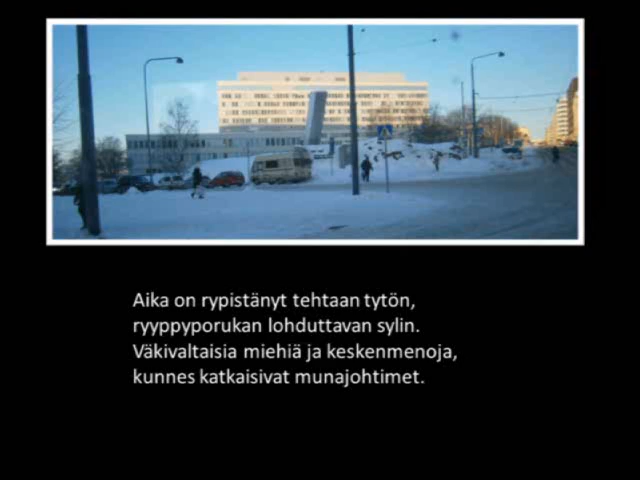 Aika on rypistänyt tehtaan tytön,
ryyppyporukan lohduttavan sylin.
Väkivaltaisia miehiä ja keskenmenoja,
kunnes katkaisivat munajohtimet.